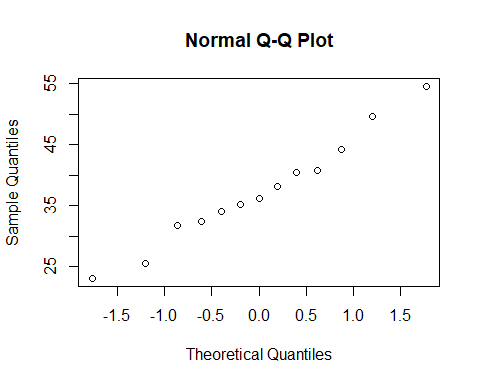 Normal Q-Q Plot
Sample Quantiles
55
45
35
25
-1.5 -1.0 -0.5 0.0 0.5 1.0 1.5
Theoretical Quantiles